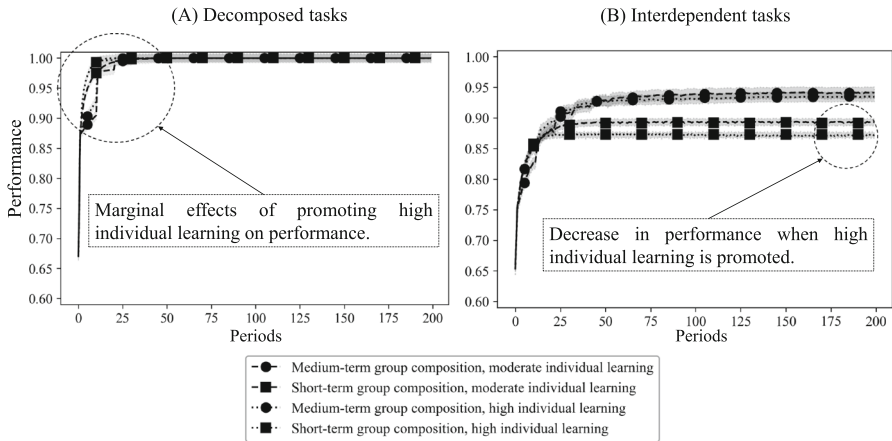 (A) Decomposed tasks
Performance
1.00
0.95
0.90
0.85
0.80
0.75
0.70
0.65
0.60
Marginal effects of promoting high
individual learning on performance.
0 25 50 75 100 125 150 175 200
Periods
(B) Interdependent tasks
1.00
0.95
0.90
0.85
0.80
0.75
0.70
0.65
0.60
Decrease in performance when high
individual learning is promoted.
0 25 50 75 100 125 150 175 200
Periods
Medium-term group composition, moderate individual learning
Short-term group composition, moderate individual learning
Medium-term group composition, high individual learning
Short-term group composition, high individual learning